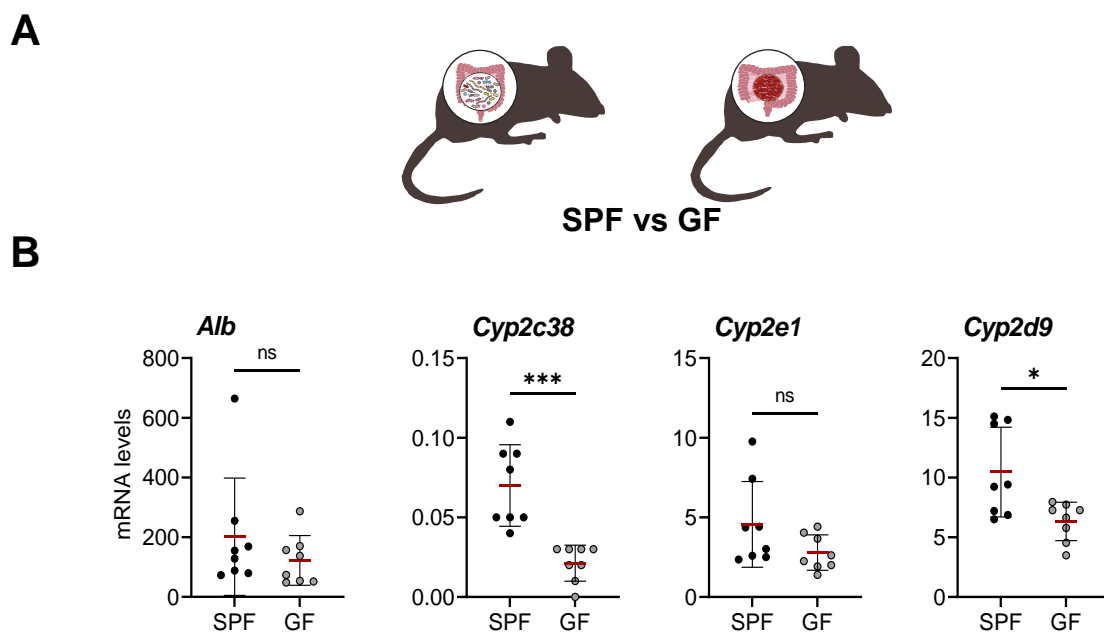 A
SPF vs GF
B
Alb Cyp2c38 Cyp2e1 Cyp2d9
mRNA levels
800 600 400 200 0
ns
SPF GF
0.15 0.10 0.05 0.00
***
SPF GF
15 10 5 0
ns
SPF GF
20 15 10 5 0
*
SPF GF